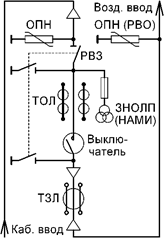 ОПН
Возд. ввод
ОПН (РВО)
РВЗ
ТОЛ
ЗНОЛП
(НАМИ)
Выклю-
чатель
ТЗЛ
Каб. ввод